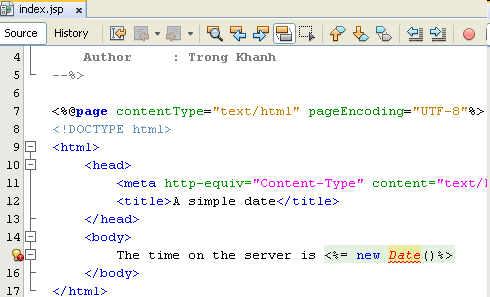 index.jsp
Source History
4 Author : Trong Khanh
5 --%>
6
7 <%@page contentType="text/html" pageEncoding="UTF-8"%>
8 <!DOCTYPE html>
9 <html>
10 <head>
11 <meta http-equiv="Content-Type" content="text/h
12 <title>A simple date</title>
13 </head>
14 <body>
The time on the server is <%= new Date()%>
16 </body>
17 </html>